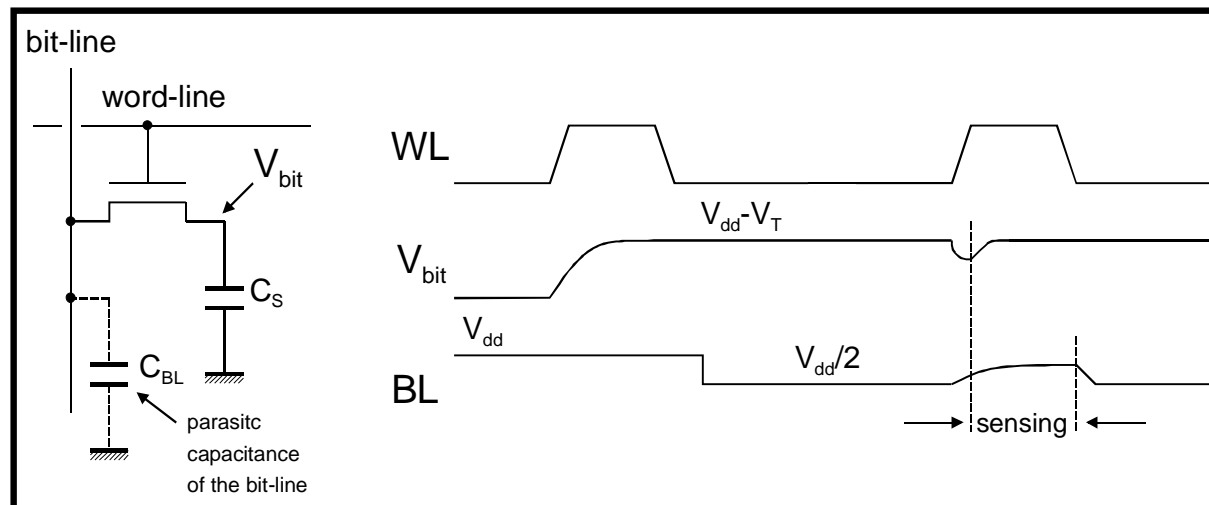 bit-line
word-line
V_bit
C_S
C_BL
parasitc
capacitance
of the bit-line
WL
V_dd-V_T
V_bit
V_dd
V_dd/2
BL
sensing